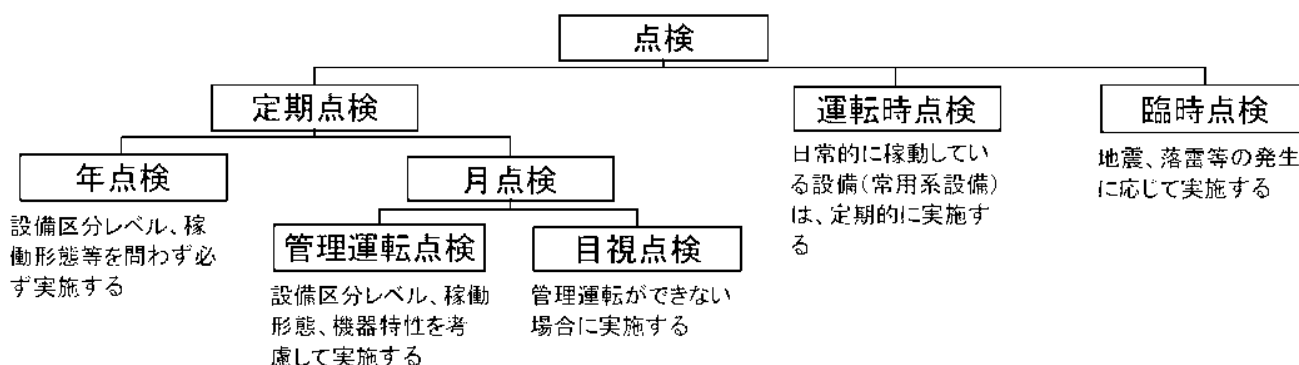 点検
定期点検
運転時点検
臨時点検
日常的に稼動してい
る設備(常用系設備)
は、定期的に実施す
る
地震、落雷等の発生
に応じて実施する
年点検
月点検
設備区分レベル、稼
働形態等を問わず必
ず実施する
管理運転点検
目視点検
設備区分レベル、稼働
形態、機器特性を考
慮して実施する
管理運転ができない
場合に実施する